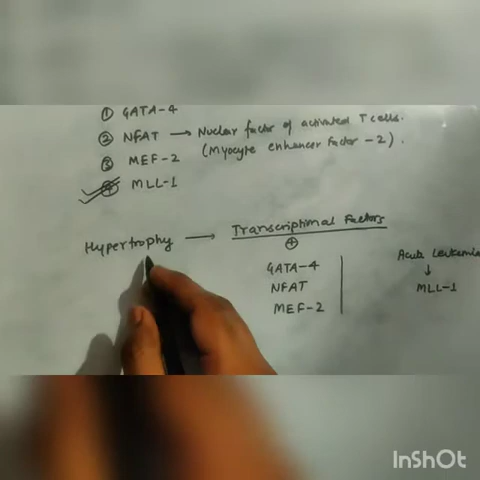 ① GATA-4
② NFAT → Nuclear factor of activated T cells.
③ MEF-2 (Myocyte enhancer factor -2).
④ MLL-1
Hypertrophy → Transcriptional Factors
⊕
GATA-4
NFAT
MEF-2
Acute Leukemia
↓
MLL-1
InShOt